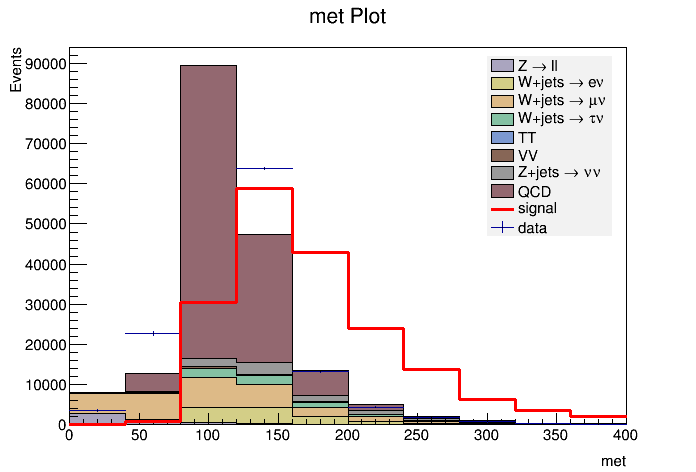 met Plot
Events
90000
80000
70000
60000
50000
40000
30000
20000
10000
0
Z → ll
W+jets → eν
W+jets → μν
W+jets → τν
TT
VV
Z+jets → νν
QCD
signal
data
0 50 100 150 200 250 300 350 400
met